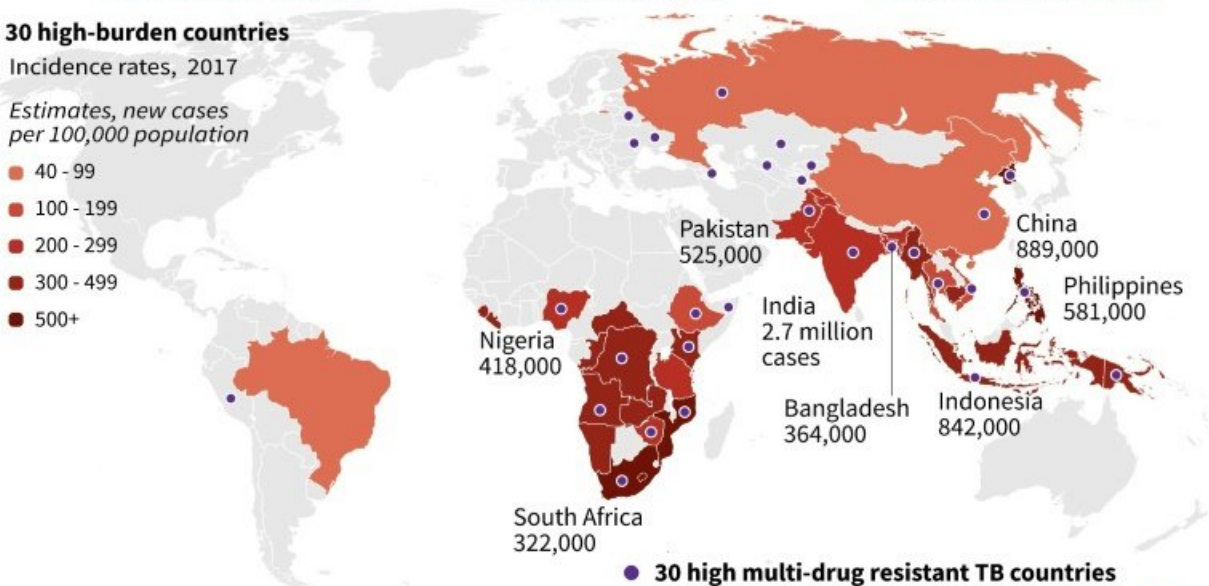 30 high-burden countries
Incidence rates, 2017
Estimates, new cases
per 100,000 population
40 - 99
100 - 199
200 - 299
300 - 499
500+
Pakistan
525,000
China
889,000
Philippines
581,000
India
2.7 million
cases
Nigeria
418,000
Bangladesh
364,000
Indonesia
842,000
South Africa
322,000
30 high multi-drug resistant TB countries